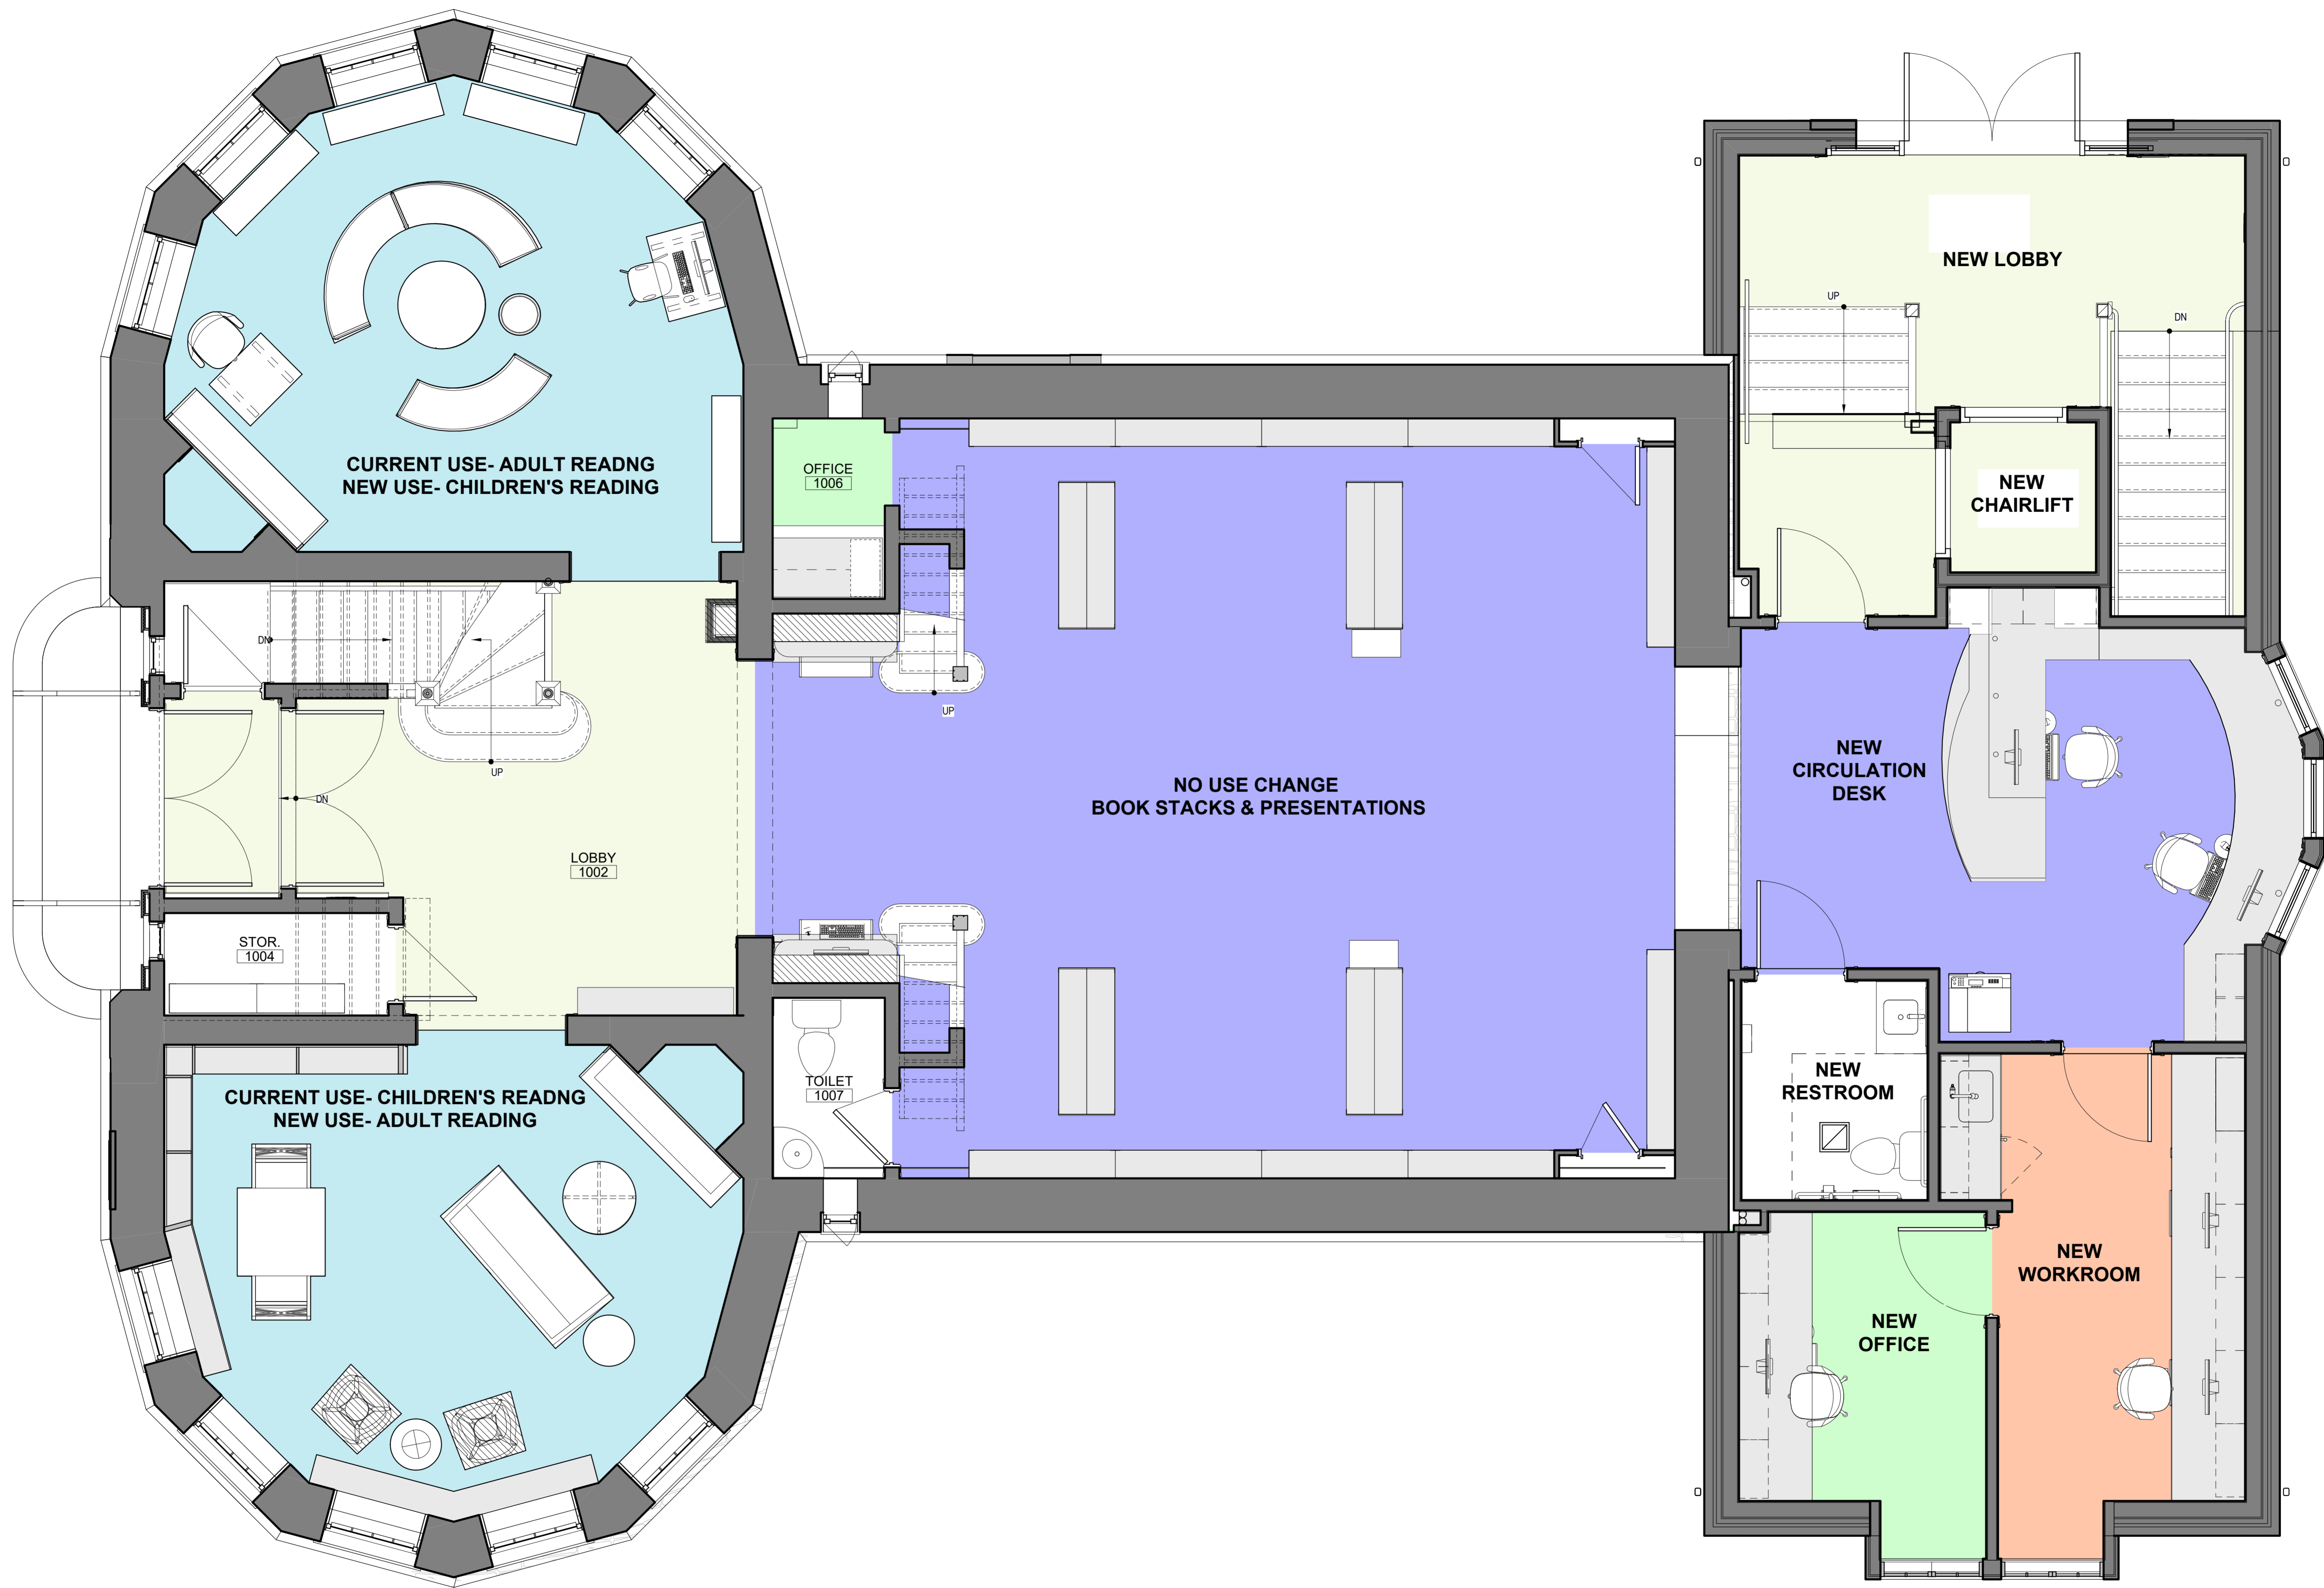 NEW LOBBY
UP
DN
CURRENT USE- ADULT READNG
NEW USE- CHILDREN'S READING
OFFICE
1006
NEW
CHAIRLIFT
DN
UP
UP
DN
NO USE CHANGE
BOOK STACKS & PRESENTATIONS
NEW
CIRCULATION
DESK
LOBBY
1002
STOR.
1004
TOILET
1007
CURRENT USE- CHILDREN'S READNG
NEW USE- ADULT READING
NEW
RESTROOM
NEW
WORKROOM
NEW
OFFICE